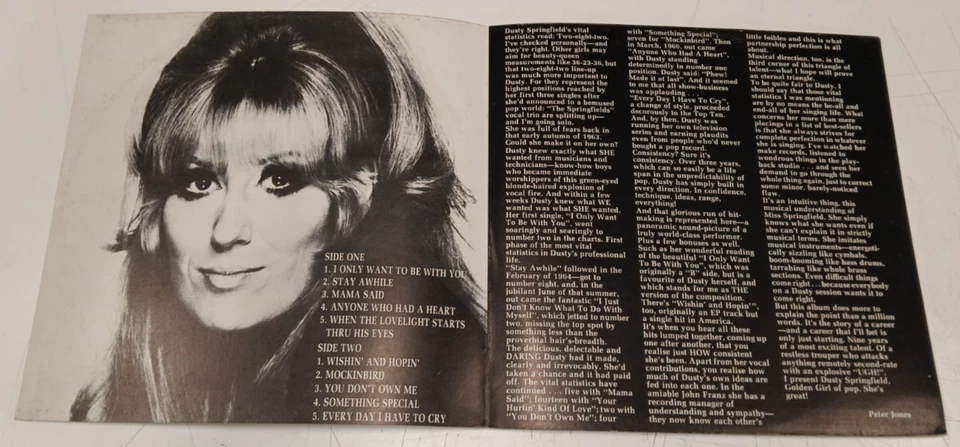 SIDE ONE
1. I ONLY WANT TO BE WITH YOU
2. STAY AWHILE
3. MAMA SAID
4. ANYONE WHO HAD A HEART
5. WHEN THE LOVELIGHT STARTS
THRU HIS EYES
SIDE TWO
1. WISHIN' AND HOPIN'
2. MOCKINGBIRD
3. YOU DON'T OWN ME
4. SOMETHING SPECIAL
5. EVERY DAY I HAVE TO CRY
Dusty Springfield's vital
statistics read: Two-eight-two.
I've checked personally—and
they're right. Other girls may
aim for beauty-queen
measurements like 36-23-36, but
that two-eight-two line-up
was much more important to
Dusty. For they represent the
highest positions reached by
her first three singles after
she'd announced to a bemused
pop world: "The Springfields"
vocal trio are splitting up—
and I'm going solo.
She was full of fears back in
that early autumn of 1963.
Could she make it on her own?
Dusty knew exactly what SHE
wanted from musicians and
technicians—know-how boys
who became immediate
worshippers of this green-eyed
blonde-haired explosion of
vocal fire. And within a few
weeks Dusty knew what WE
wanted was what SHE wanted.
Her first single, "I Only Want
To Be With You", went
soaringly and searingly to
number two in the charts. First
phase of the most vital
statistics in Dusty's professional
life.
"Stay Awhile" followed in the
February of 1964—got to
number eight, and, in the
jubilant June of that summer,
out came the fantastic "I Just
Don't Know What To Do With
Myself", which jetted to number
two, missing the top spot by
something less than the
proverbial hair's-breadth.
The delicious, delectable and
DARING Dusty had it made,
clearly and irrevocably. She'd
taken a chance and it had paid
off. The vital statistics have
continued . . . five with "Mama
Said"; fourteen with "Your
Hurtin' Kind Of Love"; two with
"You Don't Own Me"; four
with "Something Special";
seven for "Mockinbird". Then
in March, 1966, out came
"Anyone Who Had A Heart",
with Dusty standing
determinedly in number one
position. Dusty said: "Phew!
Made it at last". And it seemed
to me that all show-business
was applauding . . .
"Every Day I Have To Cry",
a change of style, proceeded
decorously to the Top Ten.
And, by then, Dusty was
running her own television
series and earning plaudits
even from people who'd never
bought a pop record.
Consistency? Sure it's
consistency. Over three years,
which can so easily be a life
span in the unpredictability of
pop, Dusty has simply built in
every direction. In confidence,
technique, ideas, range,
everything!
And that glorious run of hit-
making is represented here—a
panoramic sound-picture of a
truly world-class performer.
Plus a few bonuses as well.
Such as her wonderful reading
of the beautiful "I Only Want
To Be With You", which was
originally a "B" side, but is a
favourite of Dusty herself, and
which stands for me as THE
version of the composition.
There's "Wishin' and Hopin'",
too, originally an EP track but
a single hit in America.
It's when you hear all these
hits lumped together, coming up
one after another, that you
realise just HOW consistent
she's been. Apart from her vocal
contributions, you realise how
much of Dusty's own ideas are
fed into each one. In the
amiable John Franz she has a
recording manager of
understanding and sympathy—
they now know each other's
little foibles and this is what
partnership perfection is all
about.
Musical direction, too, is the
third corner of this triangle of
talent—what I hope will prove
an eternal triangle.
To be quite fair to Dusty, I
should say that those vital
statistics I was mentioning
are by no means the be-all and
end-all of her singing life. What
concerns her more than mere
placings in a list of best-sellers
is that she always strives for
complete perfection in whatever
she is singing. I've watched her
make records, listened to
wondrous things in the play-
back studio . . . and seen her
demand to go through the
whole thing again, just to correct
some minor, barely-noticed
flaw.
It's an intuitive thing, this
musical understanding of
Miss Springfield. She simply
knows what she wants even if
she can't explain it in strictly
musical terms. She imitates
musical instruments—energeti-
cally sizzling like cymbals,
boom-booming like bass drums,
tarrahing like whole brass
sections. Even difficult things
come right . . . because everybody
on a Dusty session wants it to
come right.
But this album does more to
explain the point than a million
words. It's the story of a career
—and a career that I'll bet is
only just starting. Nine years
of a most exciting talent. Of a
restless trouper who attacks
anything remotely second-rate
with an explosive "UGH!".
I present Dusty Springfield.
Golden Girl of pop. She's
great!
Peter Jones